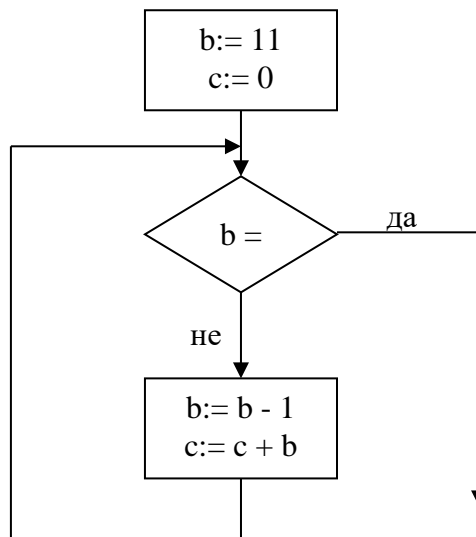 b:= 11
c:= 0
b =
да
не
b:= b - 1
c:= c + b